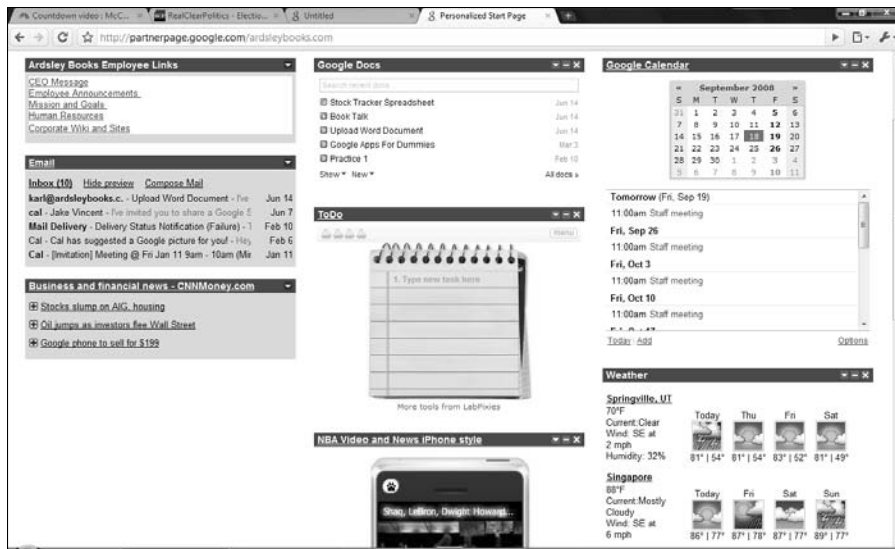 Countdown video : McC...
RealClearPolitics - Electio...
Untitled
Personalized Start Page
http://partnerpage.google.com/ardsleybooks.com
Ardsley Books Employee Links
CEO Message
Employee Announcements
Mission and Goals
Human Resources
Corporate Wiki and Sites
Email
Inbox (10) Hide preview Compose Mail
karl@ardsleybooks.c. - Upload Word Document - I've Jun 14
cal - Jake Vincent - I've invited you to share a Google S Jun 7
Mail Delivery - Delivery Status Notification (Failure) - T Feb 10
Cal - Cal has suggested a Google picture for you! - Hey, Feb 6
Cal - [Invitation] Meeting @ Fri Jan 11 9am - 10am (Mi Jan 11
Business and financial news - CNNMoney.com
Stocks slump on AIG, housing
Oil jumps as investors flee Wall Street
Google phone to sell for $199
Google Docs
Search recent docs
Stock Tracker Spreadsheet Jun 14
Book Talk Jun 14
Upload Word Document Jun 14
Google Apps For Dummies Mar 3
Practice 1 Feb 10
Show New All docs »
ToDo
Menu
1. Type new task here
More tools from LabPixies
NBA Video and News iPhone style
Shaq, LeBron, Dwight Howard...
Google Calendar
« September 2008 »
S M T W T F S
31 1 2 3 4 5 6
7 8 9 10 11 12 13
14 15 16 17 18 19 20
21 22 23 24 25 26 27
28 29 30 1 2 3 4
5 6 7 8 9 10 11
Tomorrow (Fri, Sep 19)
11:00am Staff meeting
Fri, Sep 26
11:00am Staff meeting
Fri, Oct 3
11:00am Staff meeting
Fri, Oct 10
11:00am Staff meeting
Fri, Oct 17
Today Add Options
Weather
Springville, UT
70°F
Current:Clear
Wind: SE at
2 mph
Humidity: 32%
Today Thu Fri Sat
81° | 54° 81° | 54° 83° | 52° 81° | 49°
Singapore
88°F
Current:Mostly
Cloudy
Wind: SE at
6 mph
Today Fri Sat Sun
86° | 77° 87° | 78° 87° | 77° 89° | 77°